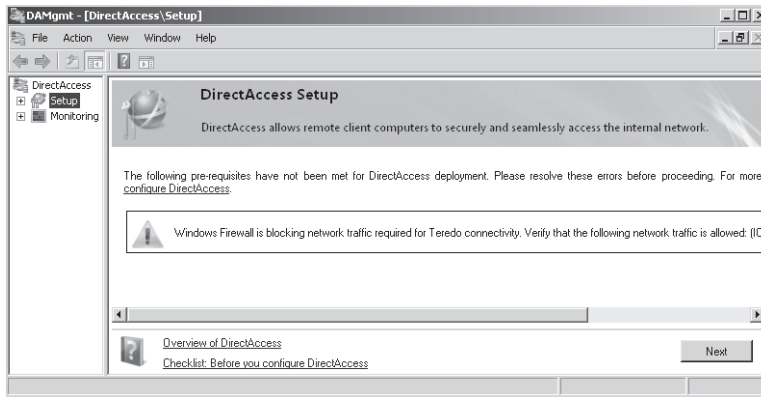 DAMgmt - [DirectAccess\Setup]
File Action View Window Help
DirectAccess
Setup
Monitoring
DirectAccess Setup
DirectAccess allows remote client computers to securely and seamlessly access the internal network.
The following pre-requisites have not been met for DirectAccess deployment. Please resolve these errors before proceeding. For more
configure DirectAccess.
Windows Firewall is blocking network traffic required for Teredo connectivity. Verify that the following network traffic is allowed: (IC
Overview of DirectAccess
Checklist: Before you configure DirectAccess
Next